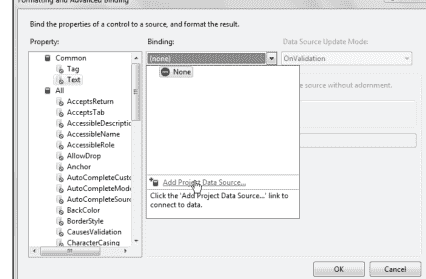 Formatting and Advanced Binding
Bind the properties of a control to a source, and format the result.
Property:
Binding:
Data Source Update Mode:
Common
Tag
Text
All
AcceptsReturn
AcceptsTab
AccessibleDescriptic
AccessibleName
AccessibleRole
AllowDrop
Anchor
AutoCompleteCusto
AutoCompleteMode
AutoCompleteSourc
BackColor
BorderStyle
CausesValidation
CharacterCasing
(none)
None
Add Project Data Source...
Click the 'Add Project Data Source...' link to
connect to data.
OnValidation
e source without adornment.
OK
Cancel